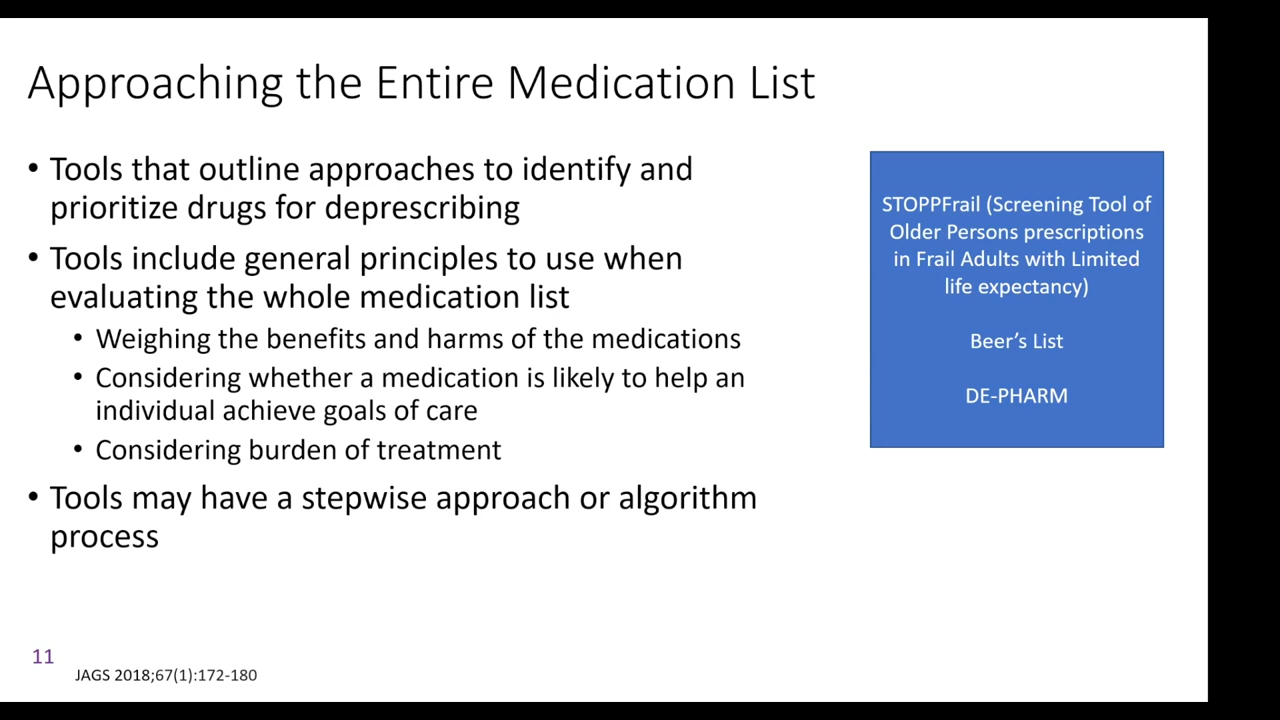 Approaching the Entire Medication List
• Tools that outline approaches to identify and
prioritize drugs for deprescribing
• Tools include general principles to use when
evaluating the whole medication list
• Weighing the benefits and harms of the medications
• Considering whether a medication is likely to help an
individual achieve goals of care
• Considering burden of treatment
• Tools may have a stepwise approach or algorithm
process
STOPPFrail (Screening Tool of
Older Persons prescriptions
in Frail Adults with Limited
life expectancy)
Beer’s List
DE-PHARM
11
JAGS 2018;67(1):172-180